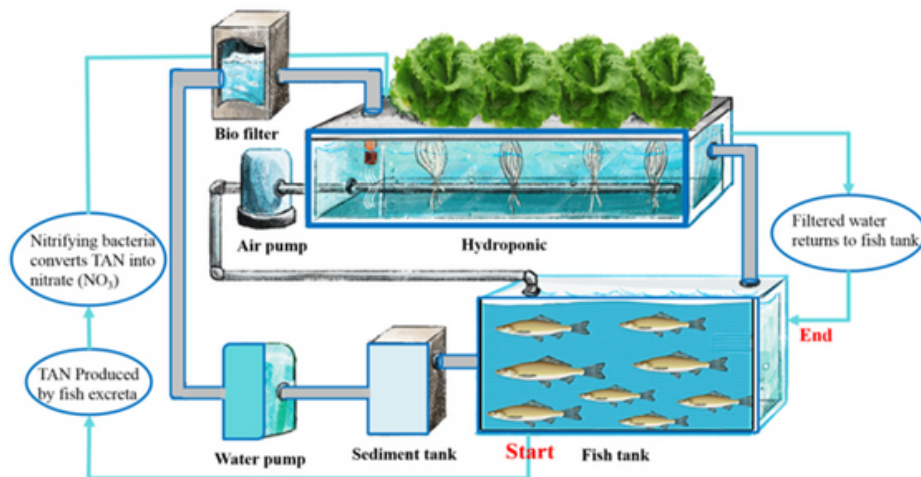 Bio filter
Air pump
Hydroponic
Nitrifying bacteria
converts TAN into
nitrate (NO₃)
Filtered water
returns to fish tank
End
TAN Produced
by fish excreta
Water pump
Sediment tank
Start
Fish tank